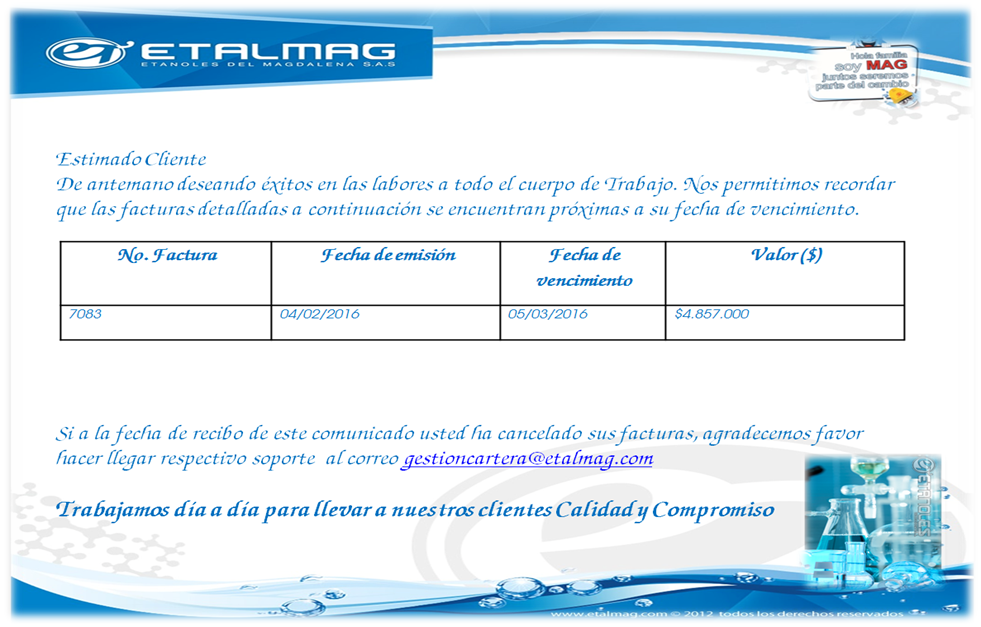 ETALMAG
ETANOLES DEL MAGDALENA S.A.S
Hola familia
soy MAG
juntos seremos
parte del cambio
Estimado Cliente
De antemano deseando éxitos en las labores a todo el cuerpo de Trabajo. Nos permitimos recordar
que las facturas detalladas a continuación se encuentran próximas a su fecha de vencimiento.
No. Factura Fecha de emisión Fecha de vencimiento Valor ($)
7083 04/02/2016 05/03/2016 $4.857.000
Si a la fecha de recibo de este comunicado usted ha cancelado sus facturas, agradecemos favor
hacer llegar respectivo soporte al correo gestioncartera@etalmag.com
Trabajamos día a día para llevar a nuestros clientes Calidad y Compromiso
www.etalmag.com © 2012 todos los derechos reservados